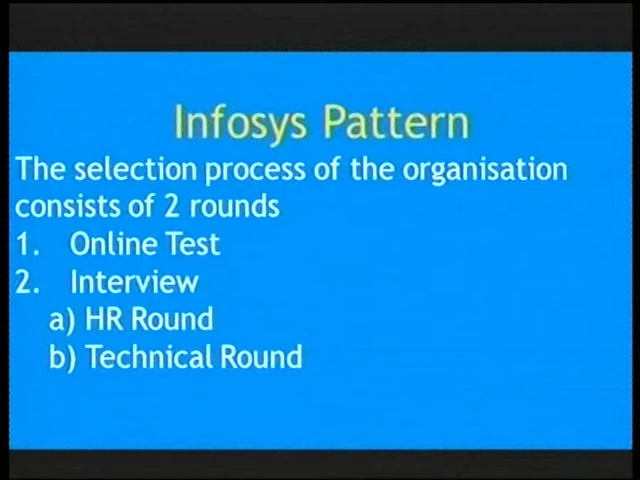 Infosys Pattern
The selection process of the organisation
consists of 2 rounds
1. Online Test
2. Interview
a) HR Round
b) Technical Round